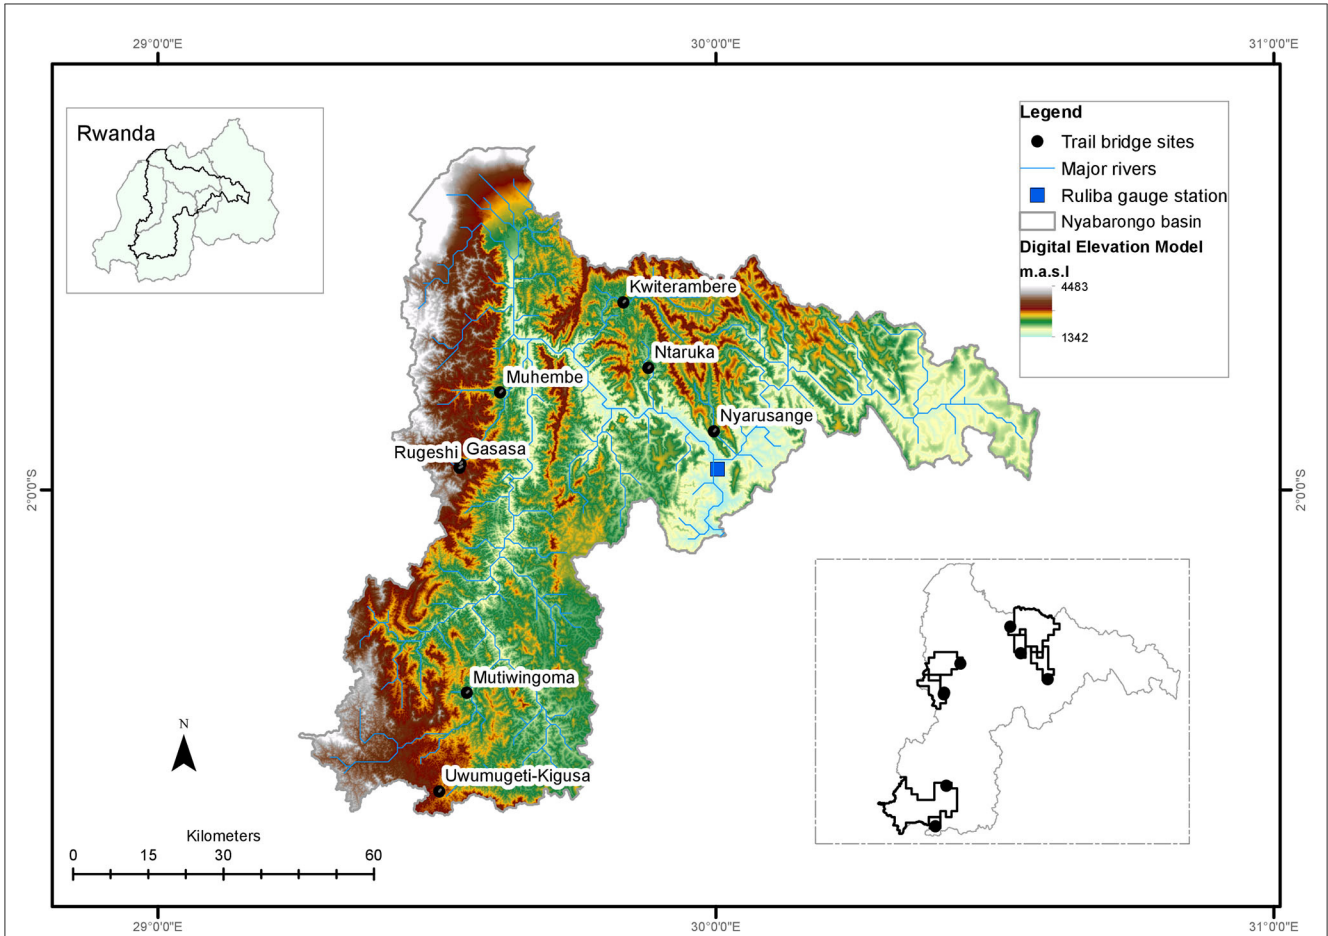 29°0'0"E
30°0'0"E
31°0'0"E
Rwanda
Legend
Trail bridge sites
Major rivers
Ruliba gauge station
Nyabarongo basin
Digital Elevation Model
m.a.s.l
4483
1342
Kwiterambere
Ntaruka
Muhembe
Nyarusange
Rugeshi
Gasasa
2°0'0"S
2°0'0"S
Mutiwingoma
Uwumugeti-Kigusa
N
Kilometers
0 15 30 60
29°0'0"E
30°0'0"E
31°0'0"E